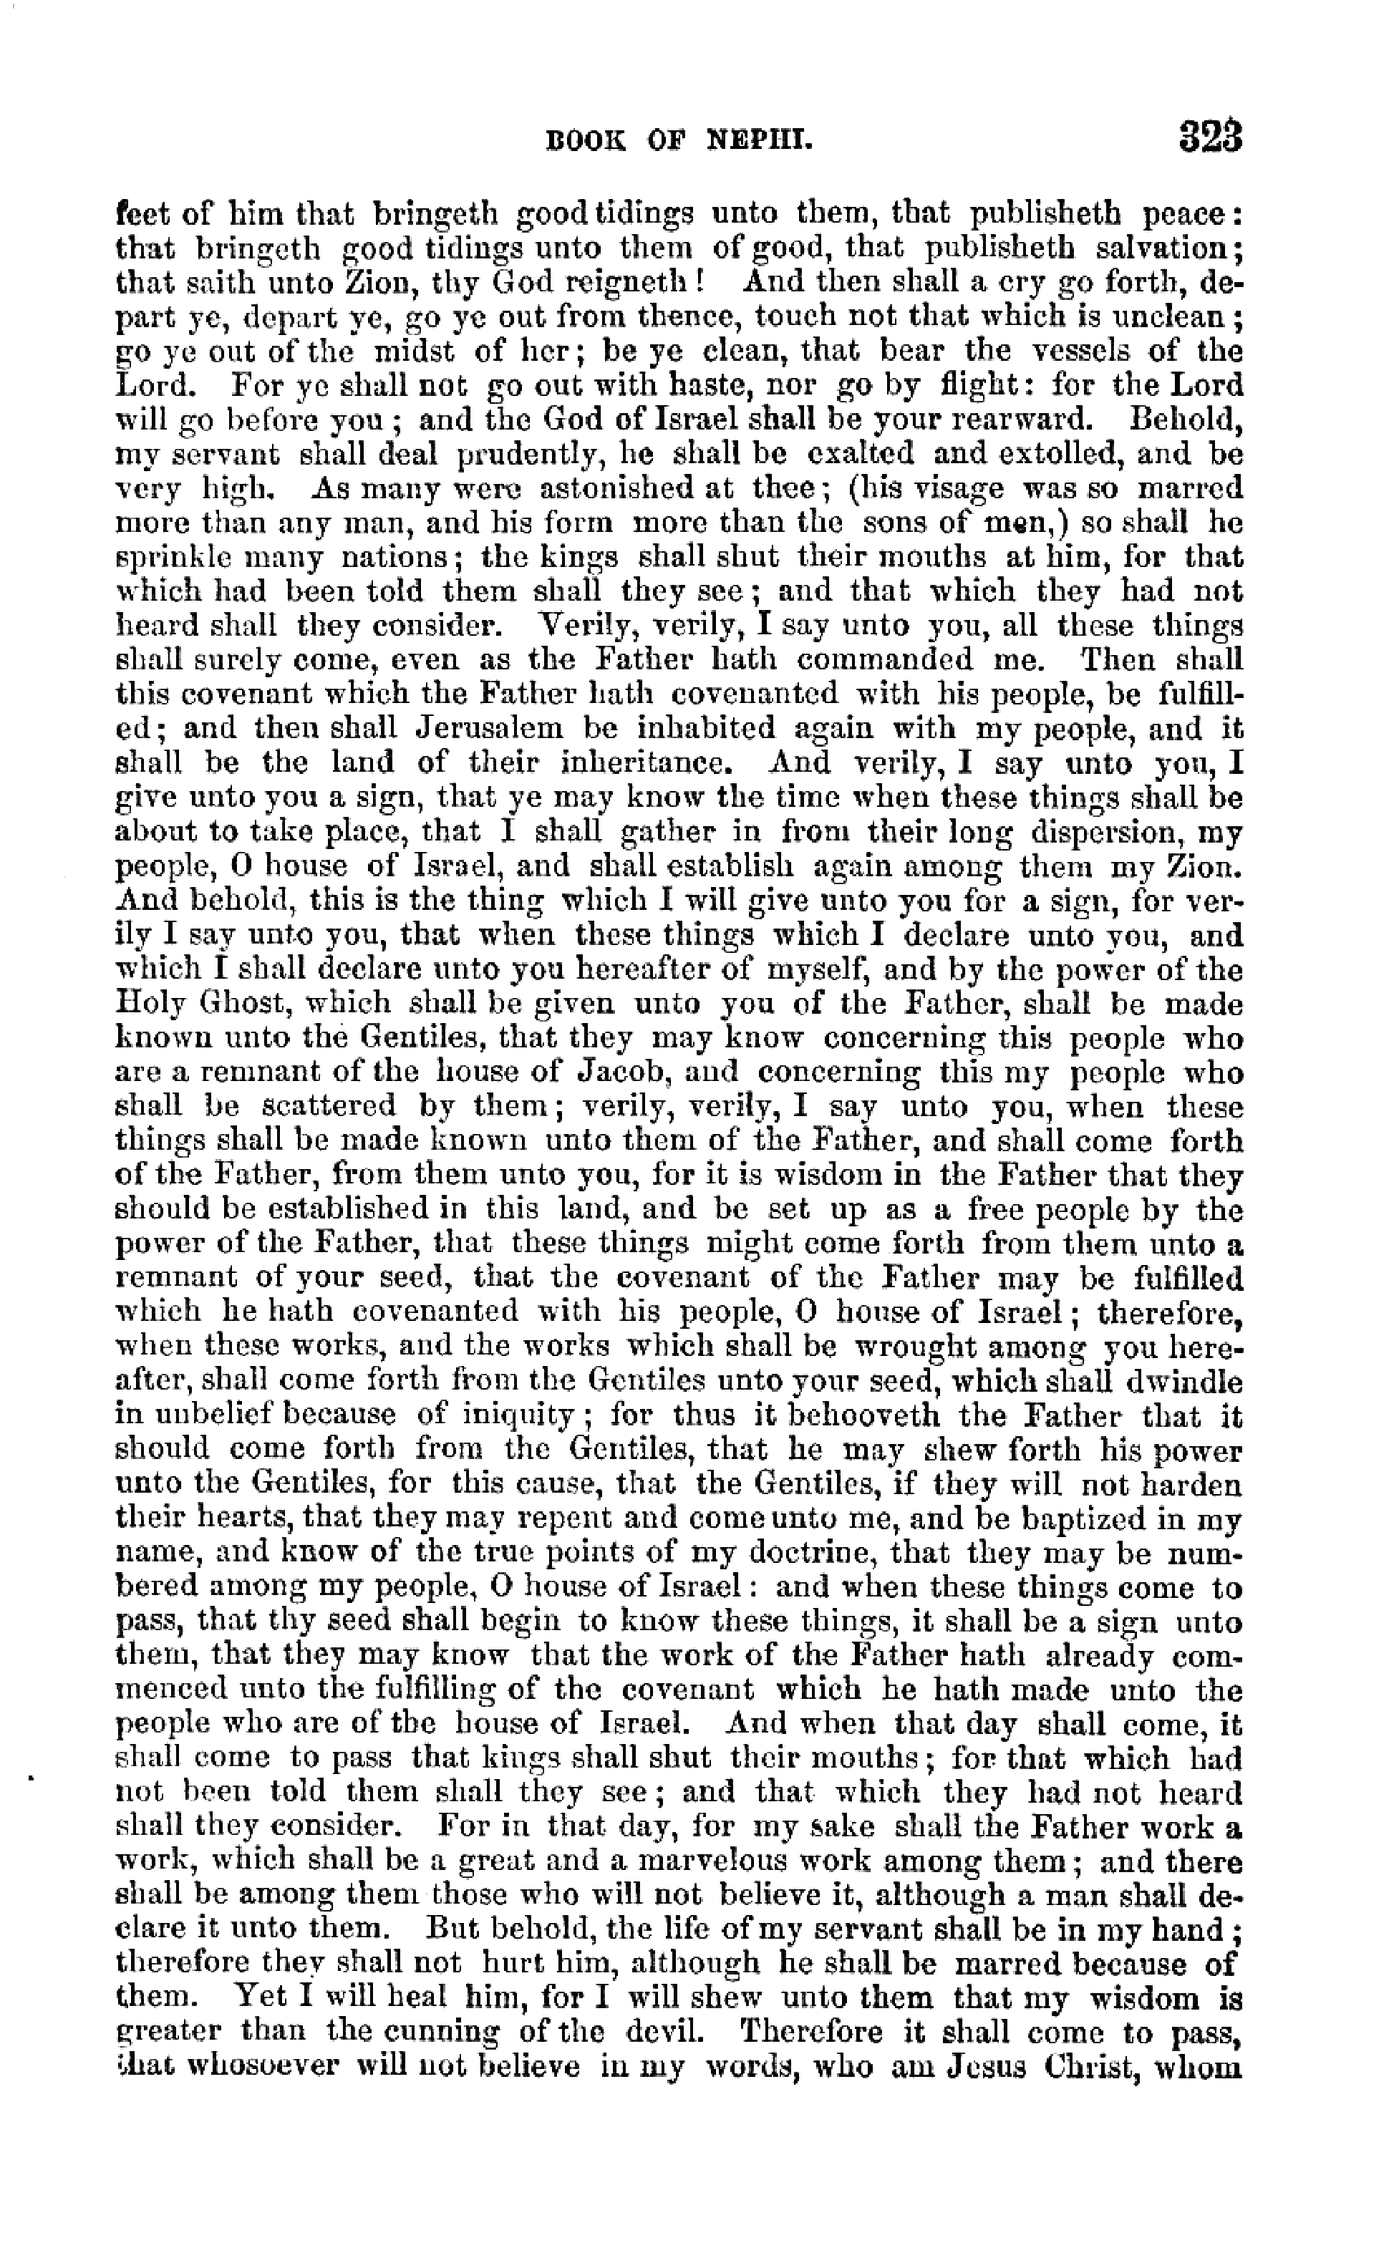 BOOK OF NEPHI. 323
feet of him that bringeth good tidings unto them, that publisheth peace:
that bringeth good tidings unto them of good, that publisheth salvation;
that saith unto Zion, thy God reigneth! And then shall a cry go forth, de-
part ye, depart ye, go ye out from thence, touch not that which is unclean;
go ye out of the midst of her; be ye clean, that bear the vessels of the
Lord. For ye shall not go out with haste, nor go by flight: for the Lord
will go before you; and the God of Israel shall be your rearward. Behold,
my servant shall deal prudently, he shall be exalted and extolled, and be
very high. As many were astonished at thee; (his visage was so marred
more than any man, and his form more than the sons of men,) so shall he
sprinkle many nations; the kings shall shut their mouths at him, for that
which had been told them shall they see; and that which they had not
heard shall they consider. Verily, verily, I say unto you, all these things
shall surely come, even as the Father hath commanded me. Then shall
this covenant which the Father hath covenanted with his people, be fulfill-
ed; and then shall Jerusalem be inhabited again with my people, and it
shall be the land of their inheritance. And verily, I say unto you, I
give unto you a sign, that ye may know the time when these things shall be
about to take place, that I shall gather in from their long dispersion, my
people, O house of Israel, and shall establish again among them my Zion.
And behold, this is the thing which I will give unto you for a sign, for ver-
ily I say unto you, that when these things which I declare unto you, and
which I shall declare unto you hereafter of myself, and by the power of the
Holy Ghost, which shall be given unto you of the Father, shall be made
known unto the Gentiles, that they may know concerning this people who
are a remnant of the house of Jacob, and concerning this my people who
shall be scattered by them; verily, verily, I say unto you, when these
things shall be made known unto them of the Father, and shall come forth
of the Father, from them unto you, for it is wisdom in the Father that they
should be established in this land, and be set up as a free people by the
power of the Father, that these things might come forth from them unto a
remnant of your seed, that the covenant of the Father may be fulfilled
which he hath covenanted with his people, O house of Israel; therefore,
when these works, and the works which shall be wrought among you here-
after, shall come forth from the Gentiles unto your seed, which shall dwindle
in unbelief because of iniquity; for thus it behooveth the Father that it
should come forth from the Gentiles, that he may shew forth his power
unto the Gentiles, for this cause, that the Gentiles, if they will not harden
their hearts, that they may repent and come unto me, and be baptized in my
name, and know of the true points of my doctrine, that they may be num-
bered among my people, O house of Israel: and when these things come to
pass, that thy seed shall begin to know these things, it shall be a sign unto
them, that they may know that the work of the Father hath already com-
menced unto the fulfilling of the covenant which he hath made unto the
people who are of the house of Israel. And when that day shall come, it
shall come to pass that kings shall shut their mouths; for that which had
not been told them shall they see; and that which they had not heard
shall they consider. For in that day, for my sake shall the Father work a
work, which shall be a great and a marvelous work among them; and there
shall be among them those who will not believe it, although a man shall de-
clare it unto them. But behold, the life of my servant shall be in my hand;
therefore they shall not hurt him, although he shall be marred because of
them. Yet I will heal him, for I will shew unto them that my wisdom is
greater than the cunning of the devil. Therefore it shall come to pass,
that whosoever will not believe in my words, who am Jesus Christ, whom